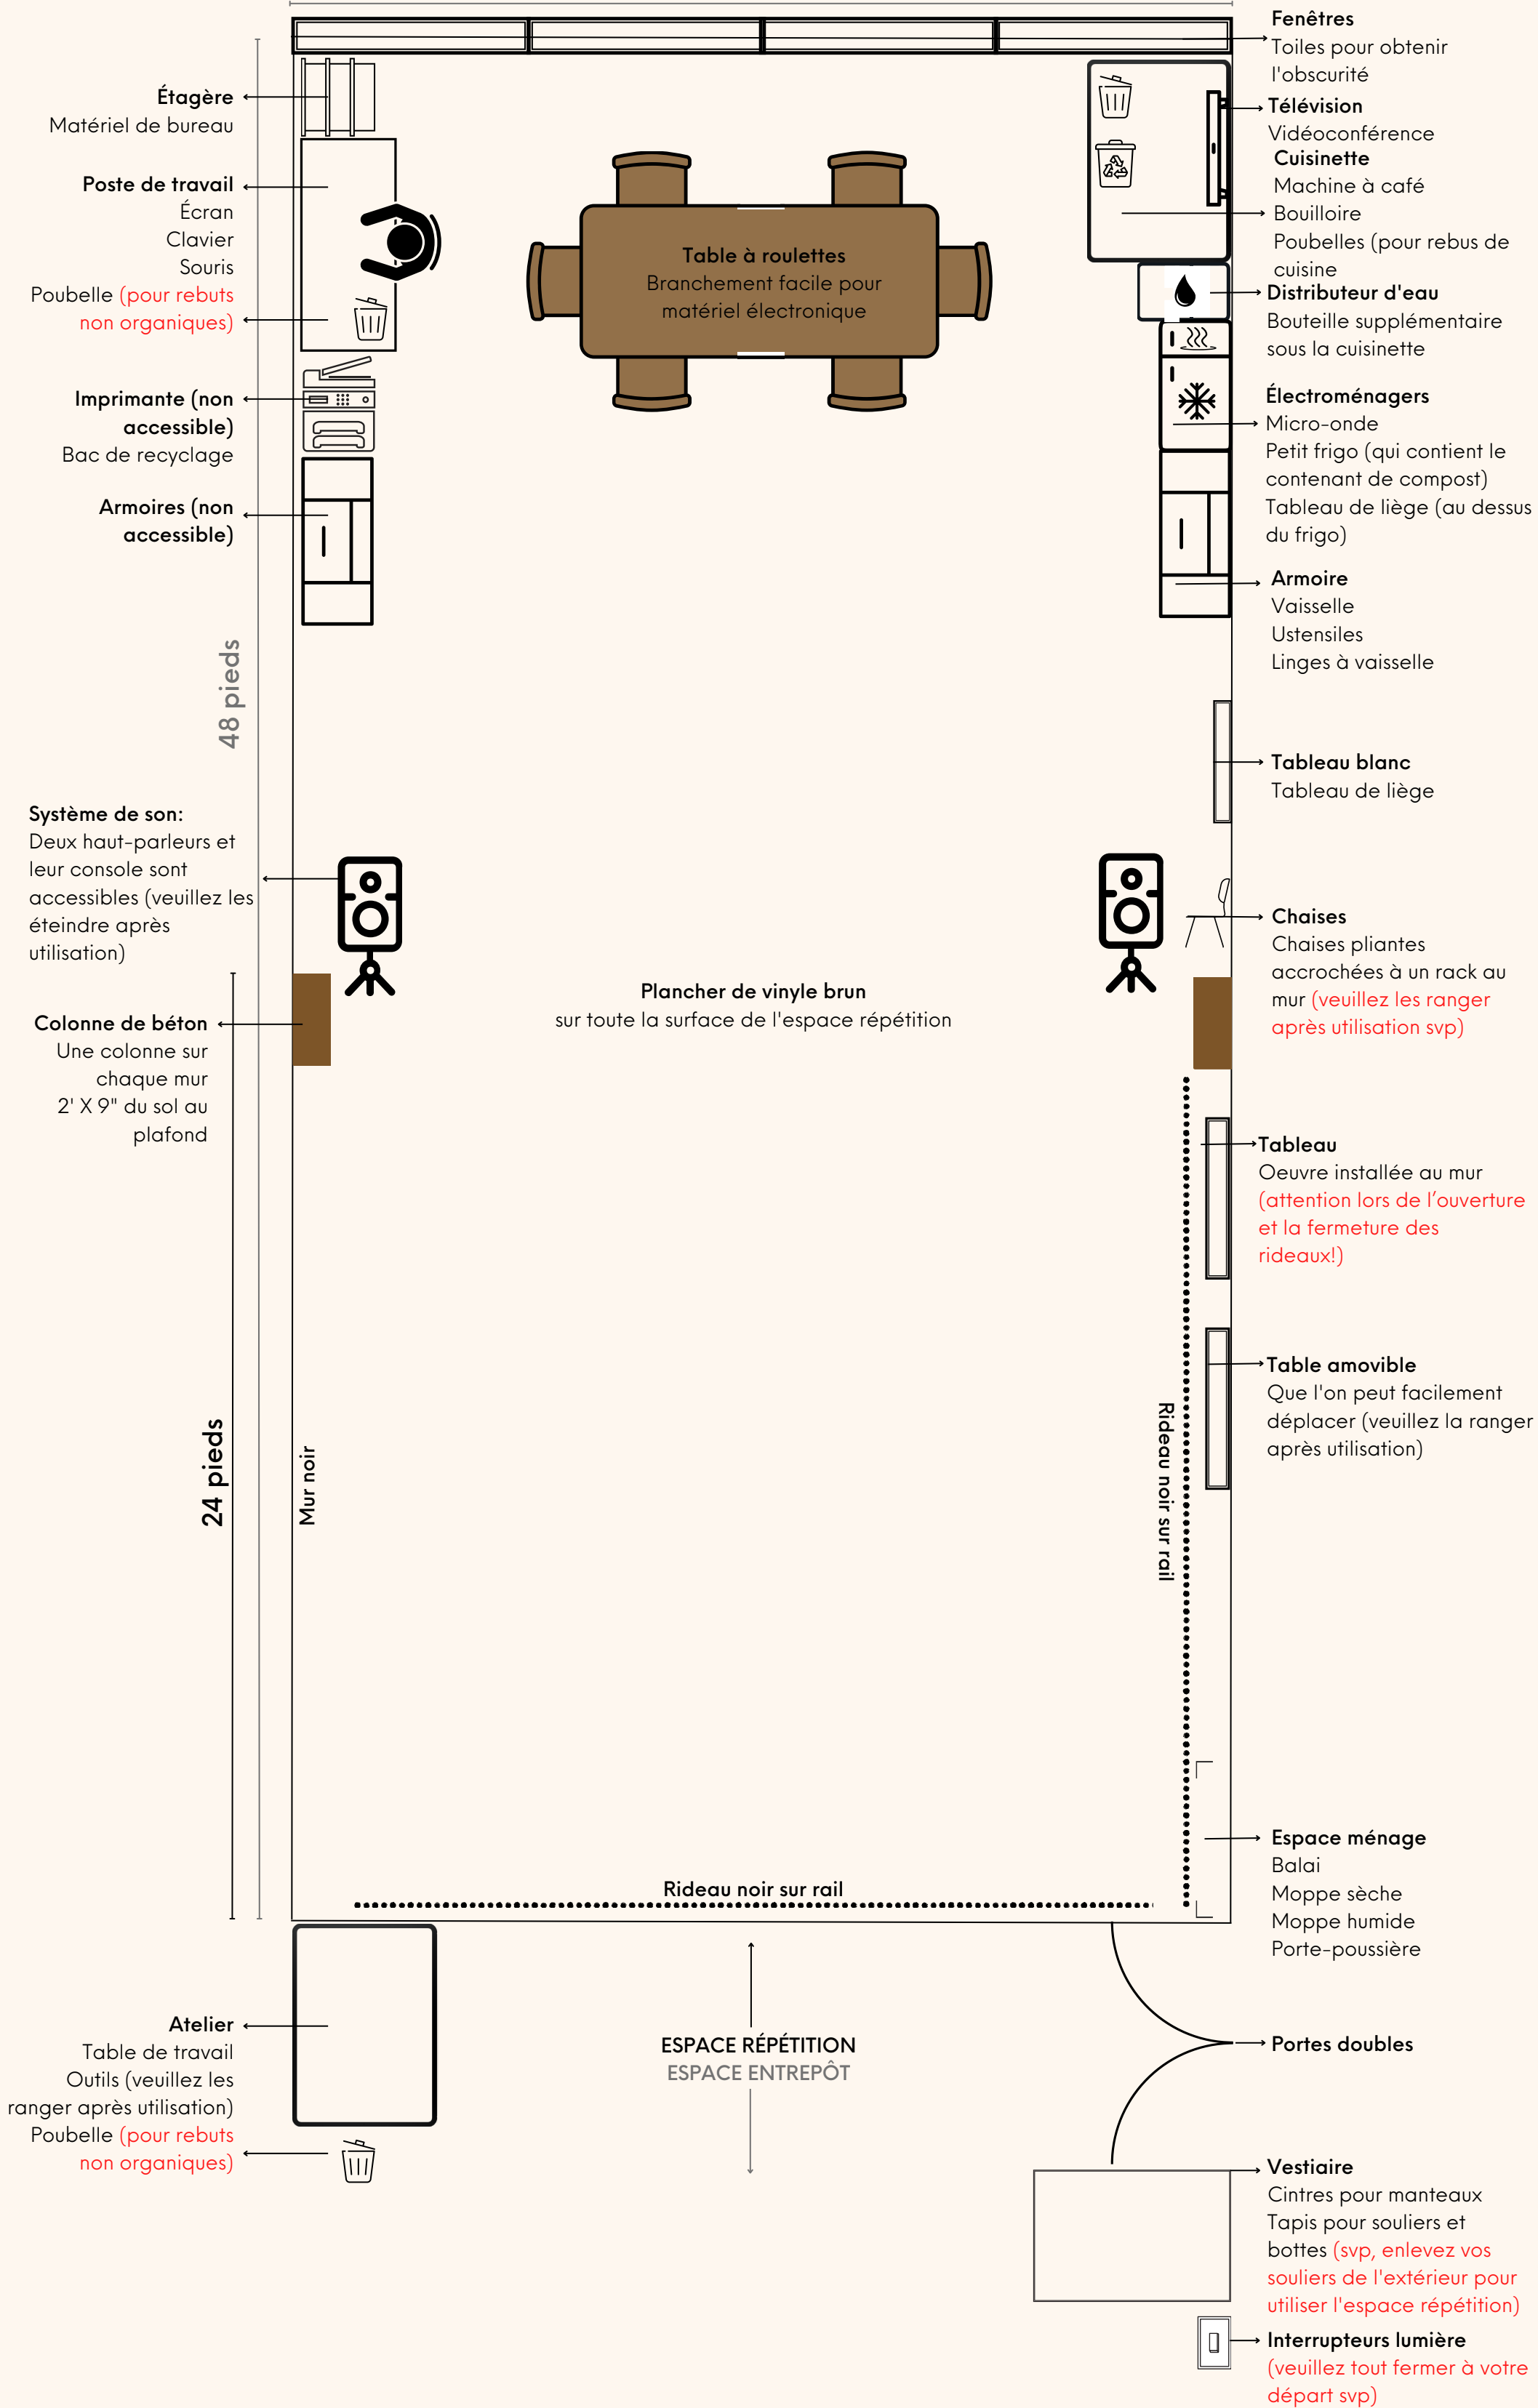 Fenêtres
Toiles pour obtenir
l'obscurité
Télévision
Vidéoconférence
Cuisinette
Machine à café
Bouilloire
Poubelles (pour rebus de
cuisine
Distributeur d'eau
Bouteille supplémentaire
sous la cuisinette
Électroménagers
Micro-onde
Petit frigo (qui contient le
contenant de compost)
Tableau de liège (au dessus
du frigo)
Armoire
Vaisselle
Ustensiles
Linges à vaisselle
Tableau blanc
Tableau de liège
Chaises
Chaises pliantes
accrochées à un rack au
mur (veuillez les ranger
après utilisation svp)
Tableau
Oeuvre installée au mur
(attention lors de l’ouverture
et la fermeture des
rideaux!)
Table amovible
Que l'on peut facilement
déplacer (veuillez la ranger
après utilisation)
Espace ménage
Balai
Moppe sèche
Moppe humide
Porte-poussière
Portes doubles
Vestiaire
Cintres pour manteaux
Tapis pour souliers et
bottes (svp, enlevez vos
souliers de l'extérieur pour
utiliser l'espace répétition)
Interrupteurs lumière
(veuillez tout fermer à votre
départ svp)
Étagère
Matériel de bureau
Poste de travail
Écran
Clavier
Souris
Poubelle (pour rebuts
non organiques)
Imprimante (non
accessible)
Bac de recyclage
Armoires (non
accessible)
48 pieds
Système de son:
Deux haut-parleurs et
leur console sont
accessibles (veuillez les
éteindre après
utilisation)
Colonne de béton
Une colonne sur
chaque mur
2' X 9" du sol au
plafond
24 pieds
Mur noir
Atelier
Table de travail
Outils (veuillez les
ranger après utilisation)
Poubelle (pour rebuts
non organiques)
Table à roulettes
Branchement facile pour
matériel électronique
Plancher de vinyle brun
sur toute la surface de l'espace répétition
Rideau noir sur rail
Rideau noir sur rail
ESPACE RÉPÉTITION
ESPACE ENTREPÔT